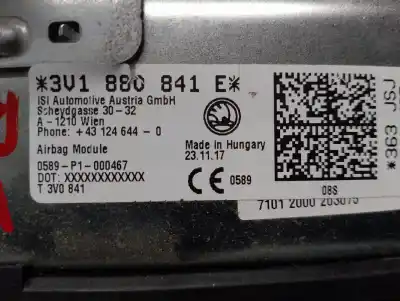 *3V1 880 841 E*
ISI Automotive Austria GmbH
Scheydgasse 30-32
A - 1210 Wien
Phone: +43 124 644 - 0
Airbag Module
0589-P1-000467
DOT: XXXXXXXXXXXX
T 3V0 841
Made in Hungary
23.11.17
CE 0589
08S
7101 2000 203075
*363 JSJ